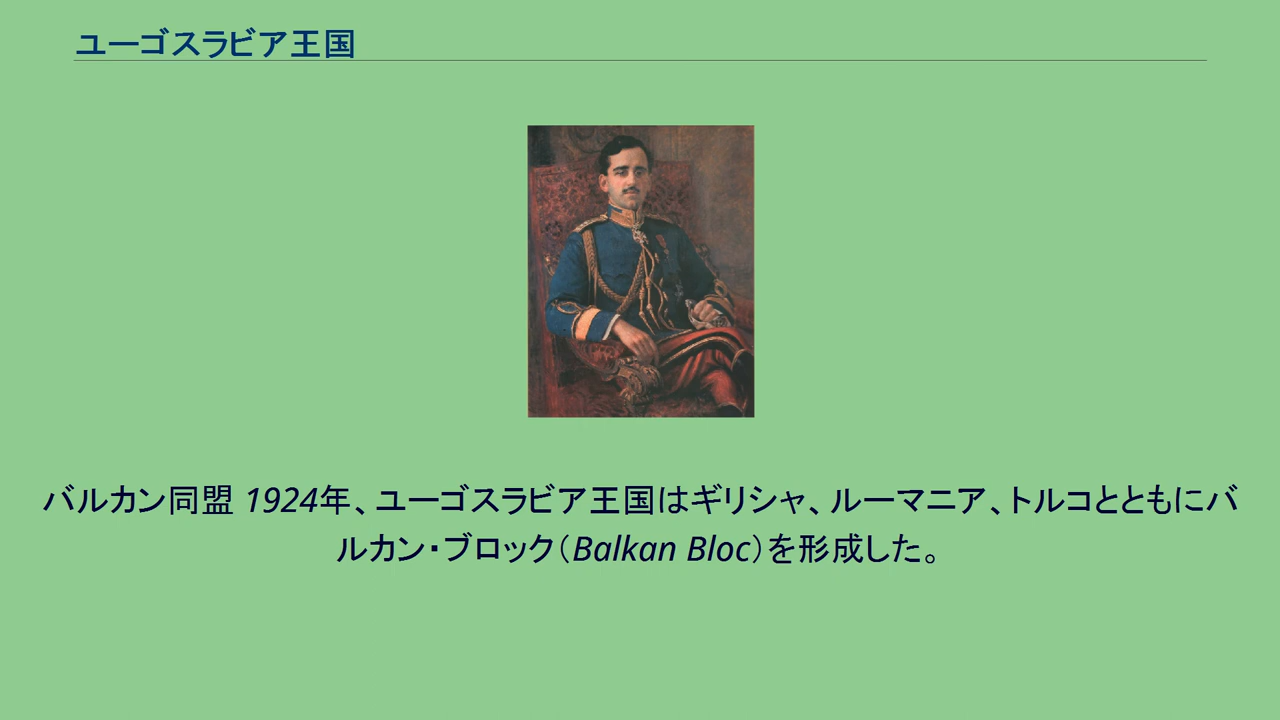 ユーゴスラビア王国
バルカン同盟 1924年、ユーゴスラビア王国はギリシャ、ルーマニア、トルコとともにバ
ルカン・ブロック（Balkan Bloc）を形成した。